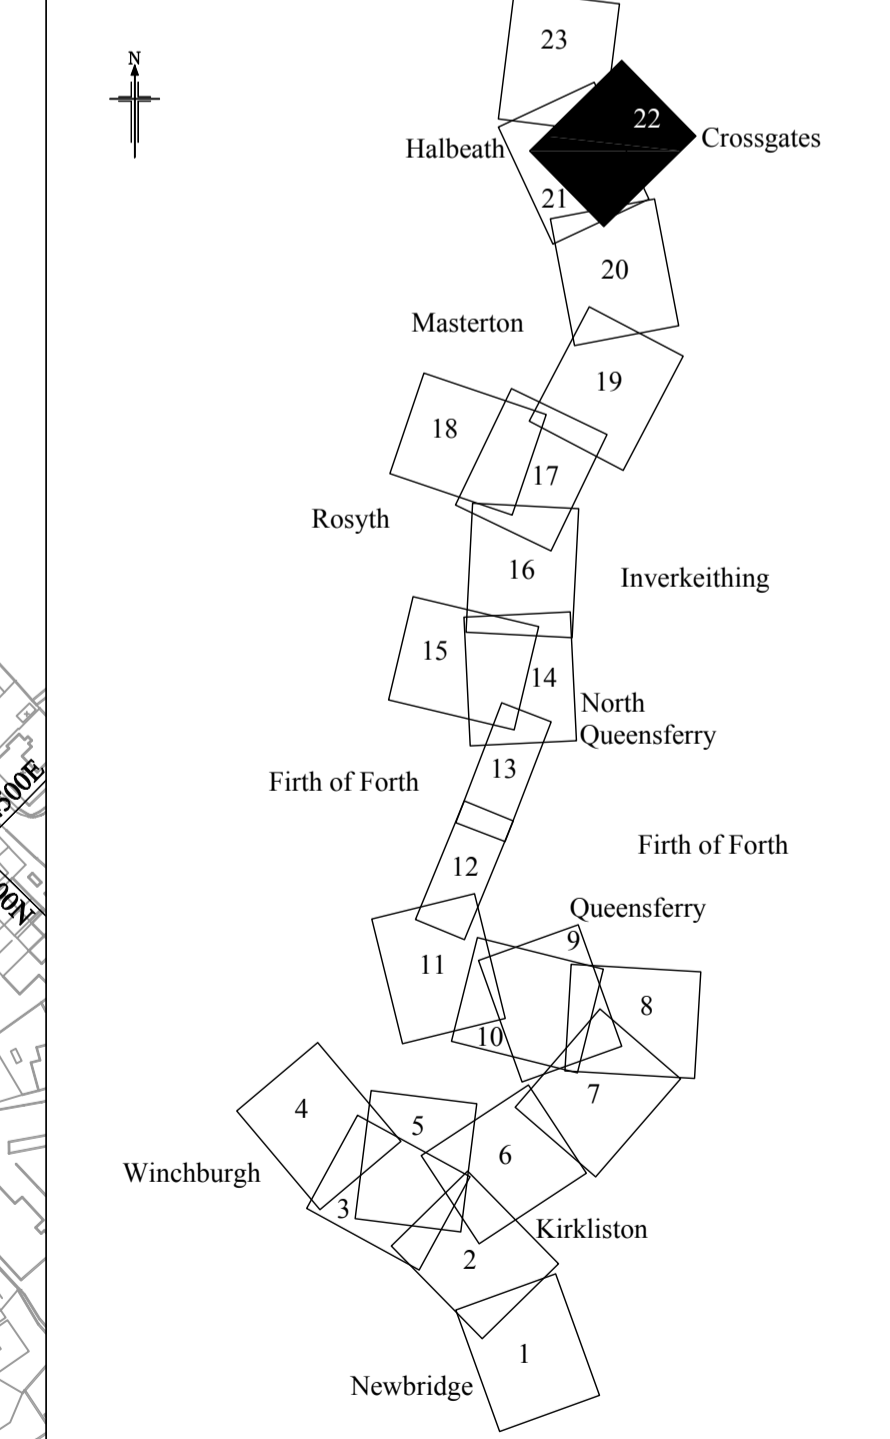 23
N
22
Crossgates
Halbeath
21
20
Masterton
19
18
17
Rosyth
16
Inverkeithing
15
14
North
Queensferry
13
Firth of Forth
500E
Firth of Forth
12
00N
Queensferry
9
11
8
10
7
4
5
6
Winchburgh
3
Kirkliston
2
1
Newbridge